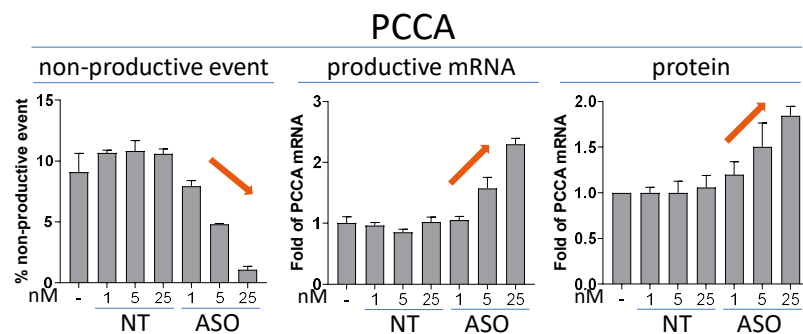 PCCA
non-productive event
productive mRNA
protein
% non-productive event
15
10
5
0
nM
- 1 5 25 1 5 25
NT ASO
Fold of PCCA mRNA
3
2
1
0
- 1 5 25 1 5 25
NT ASO
Fold of PCCA mRNA
2.0
1.5
1.0
0.5
0.0
nM
- 1 5 25 1 5 25
NT ASO